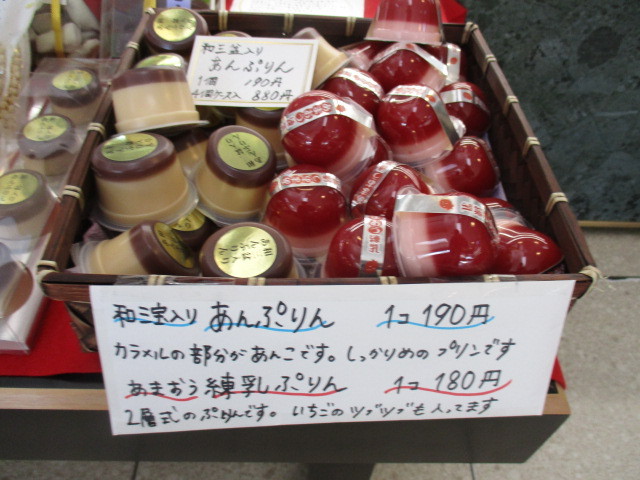 和三宝入り
あんぷりん
1個 190円
4個ケース入 880円
和三宝入り あんぷりん 1コ 190円
カラメルの部分があんこです。しっかりめのプリンです
あまおう練乳ぷりん 1コ 180円
2層式のぷりんです。いちごのツブツブも入ってます